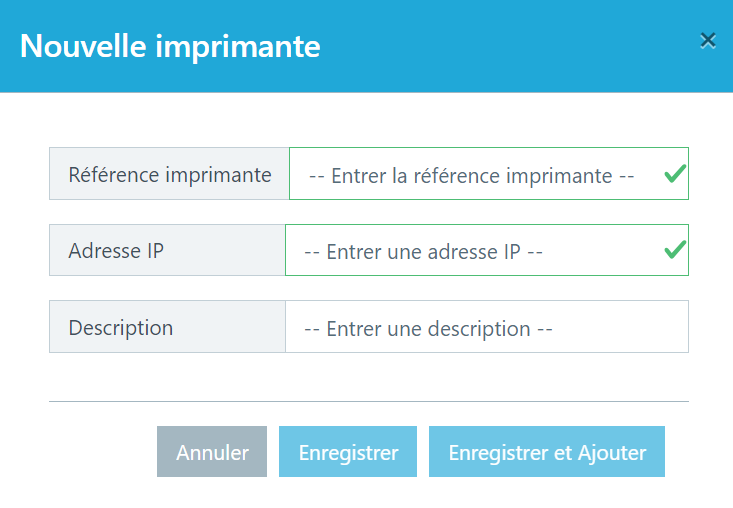 Nouvelle imprimante
Référence imprimante -- Entrer la référence imprimante --
Adresse IP -- Entrer une adresse IP --
Description -- Entrer une description --
Annuler Enregistrer Enregistrer et Ajouter